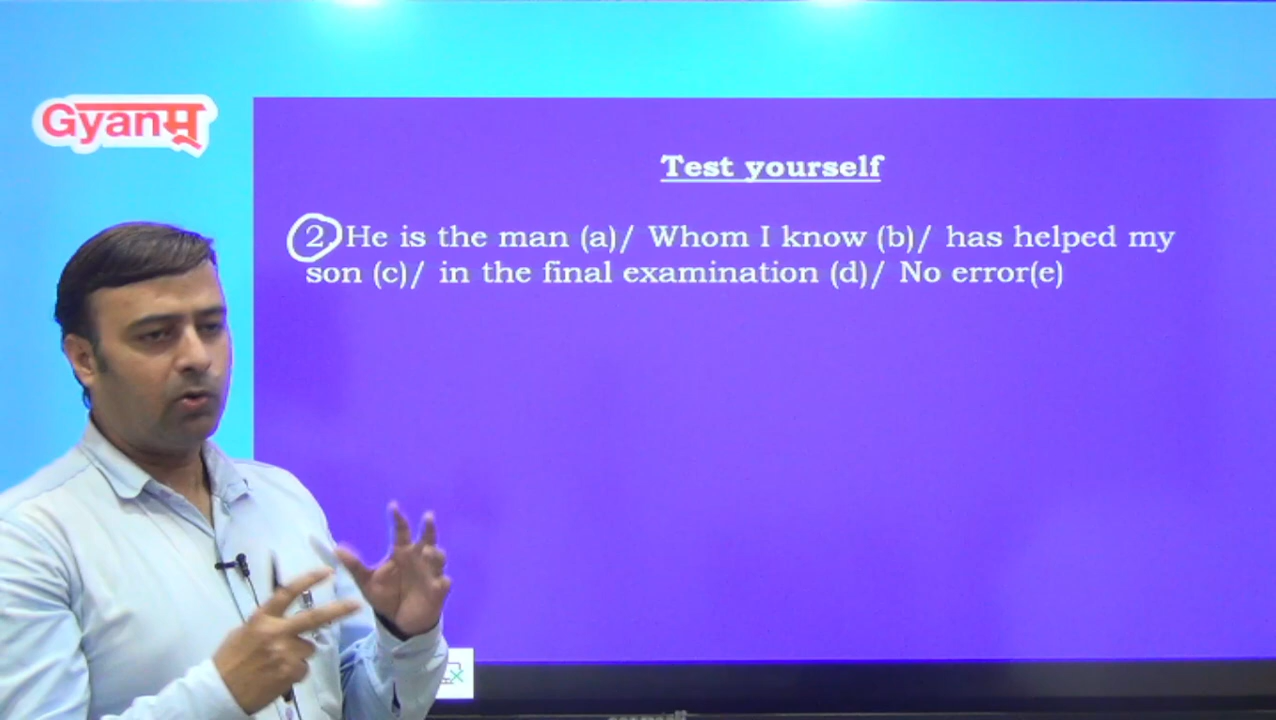 Gyanम्
Test yourself
2. He is the man (a)/ Whom I know (b)/ has helped my
son (c)/ in the final examination (d)/ No error(e)